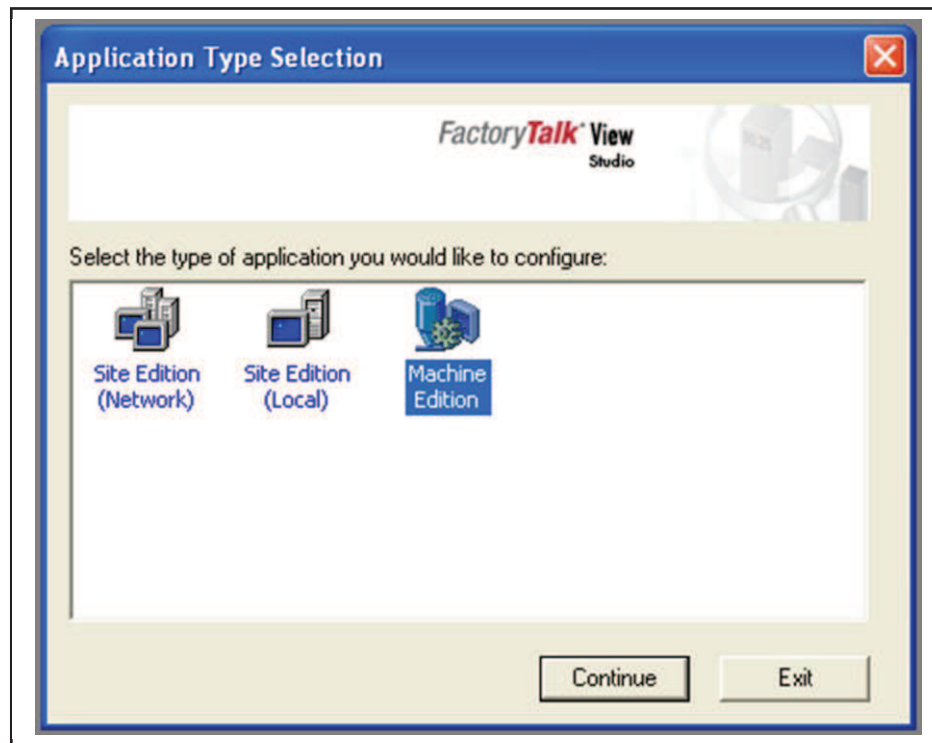 Application Type Selection
FactoryTalk View
Studio
Select the type of application you would like to configure:
Site Edition
(Network)
Site Edition
(Local)
Machine
Edition
Continue
Exit